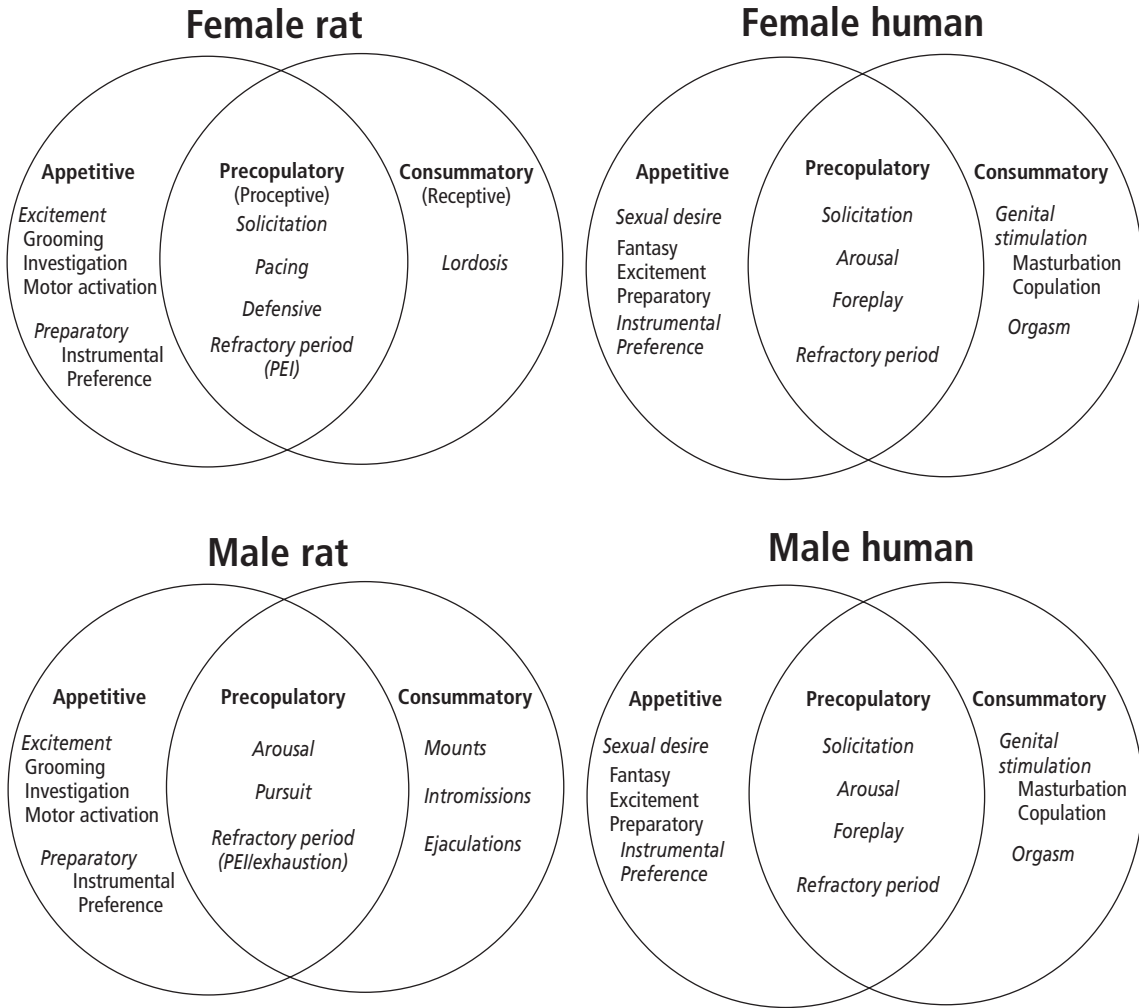 Female rat
Appetitive
Excitement
Grooming
Investigation
Motor activation
Preparatory
Instrumental
Preference
Precopulatory
(Proceptive)
Solicitation
Pacing
Defensive
Refractory period
(PEI)
Consummatory
(Receptive)
Lordosis
Female human
Appetitive
Sexual desire
Fantasy
Excitement
Preparatory
Instrumental
Preference
Precopulatory
Solicitation
Arousal
Foreplay
Refractory period
Consummatory
Genital
stimulation
Masturbation
Copulation
Orgasm
Male rat
Appetitive
Excitement
Grooming
Investigation
Motor activation
Preparatory
Instrumental
Preference
Precopulatory
Arousal
Pursuit
Refractory period
(PEI/exhaustion)
Consummatory
Mounts
Intromissions
Ejaculations
Male human
Appetitive
Sexual desire
Fantasy
Excitement
Preparatory
Instrumental
Preference
Precopulatory
Solicitation
Arousal
Foreplay
Refractory period
Consummatory
Genital
stimulation
Masturbation
Copulation
Orgasm